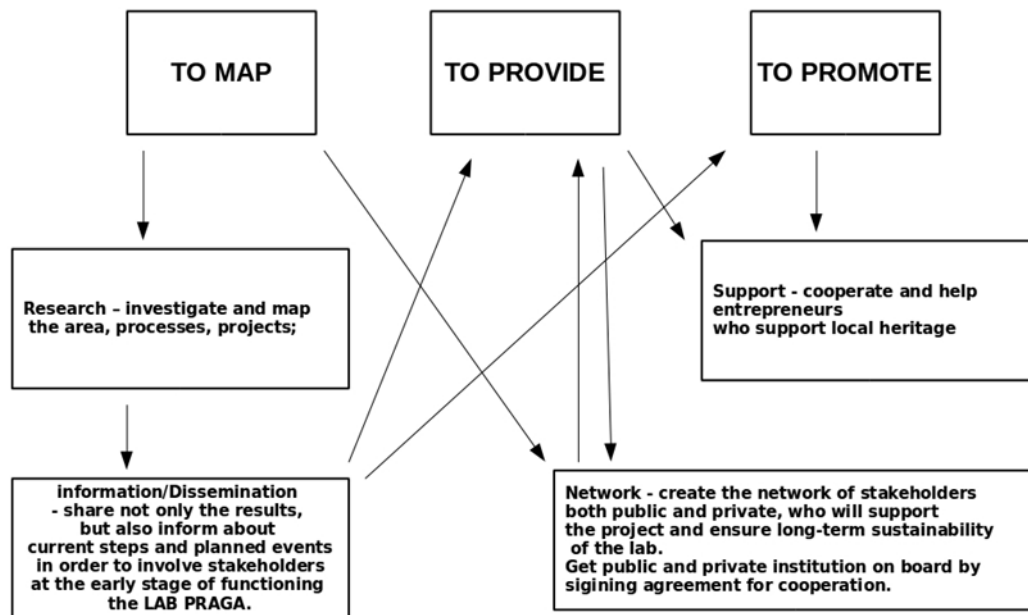 TO MAP
TO PROVIDE
TO PROMOTE
Research – investigate and map
the area, processes, projects;
Support - cooperate and help
entrepreneurs
who support local heritage
information/Dissemination
- share not only the results,
but also inform about
current steps and planned events
in order to involve stakeholders
at the early stage of functioning
the LAB PRAGA.
Network - create the network of stakeholders
both public and private, who will support
the project and ensure long-term sustainability
of the lab.
Get public and private institution on board by
sigining agreement for cooperation.